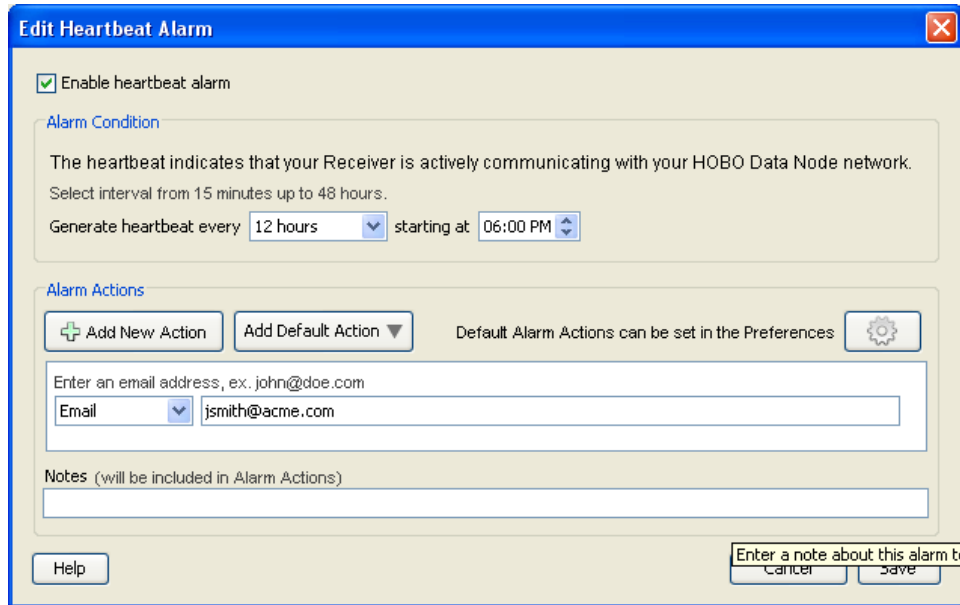 Edit Heartbeat Alarm
Enable heartbeat alarm
Alarm Condition
The heartbeat indicates that your Receiver is actively communicating with your HOBO Data Node network.
Select interval from 15 minutes up to 48 hours.
Generate heartbeat every 12 hours starting at 06:00 PM
Alarm Actions
Add New Action Add Default Action Default Alarm Actions can be set in the Preferences
Enter an email address, ex. john@doe.com
Email jsmith@acme.com
Notes (will be included in Alarm Actions)
Enter a note about this alarm t
Help Cancel Save